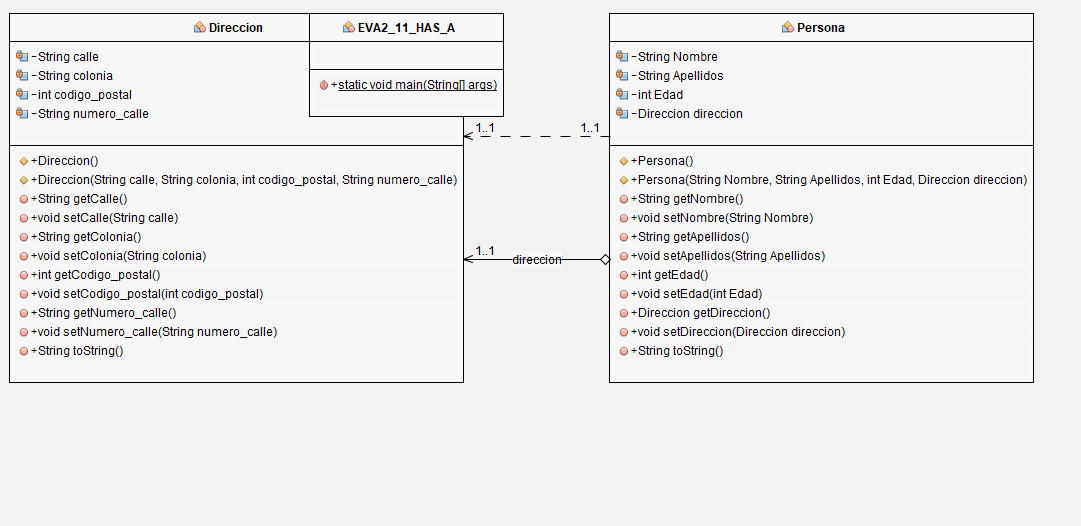 Direccion
-String calle
-String colonia
-int codigo_postal
-String numero_calle
+Direccion()
+Direccion(String calle, String colonia, int codigo_postal, String numero_calle)
+String getCalle()
+void setCalle(String calle)
+String getColonia()
+void setColonia(String colonia)
+int getCodigo_postal()
+void setCodigo_postal(int codigo_postal)
+String getNumero_calle()
+void setNumero_calle(String numero_calle)
+String toString()
EVA2_11_HAS_A
+static void main(String[] args)
1..1
1..1
1..1
direccion
Persona
-String Nombre
-String Apellidos
-int Edad
-Direccion direccion
+Persona()
+Persona(String Nombre, String Apellidos, int Edad, Direccion direccion)
+String getNombre()
+void setNombre(String Nombre)
+String getApellidos()
+void setApellidos(String Apellidos)
+int getEdad()
+void setEdad(int Edad)
+Direccion getDireccion()
+void setDireccion(Direccion direccion)
+String toString()